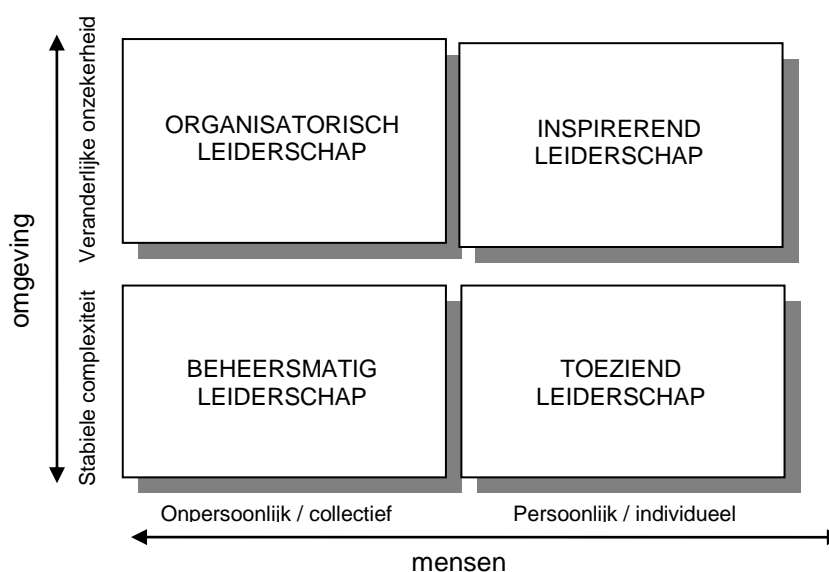 omgeving
Veranderlijke onzekerheid
Stabiele complexiteit
ORGANISATORISCH
LEIDERSCHAP
INSPIREREND
LEIDERSCHAP
BEHEERSMATIG
LEIDERSCHAP
TOEZIEND
LEIDERSCHAP
Onpersoonlijk / collectief
Persoonlijk / individueel
mensen